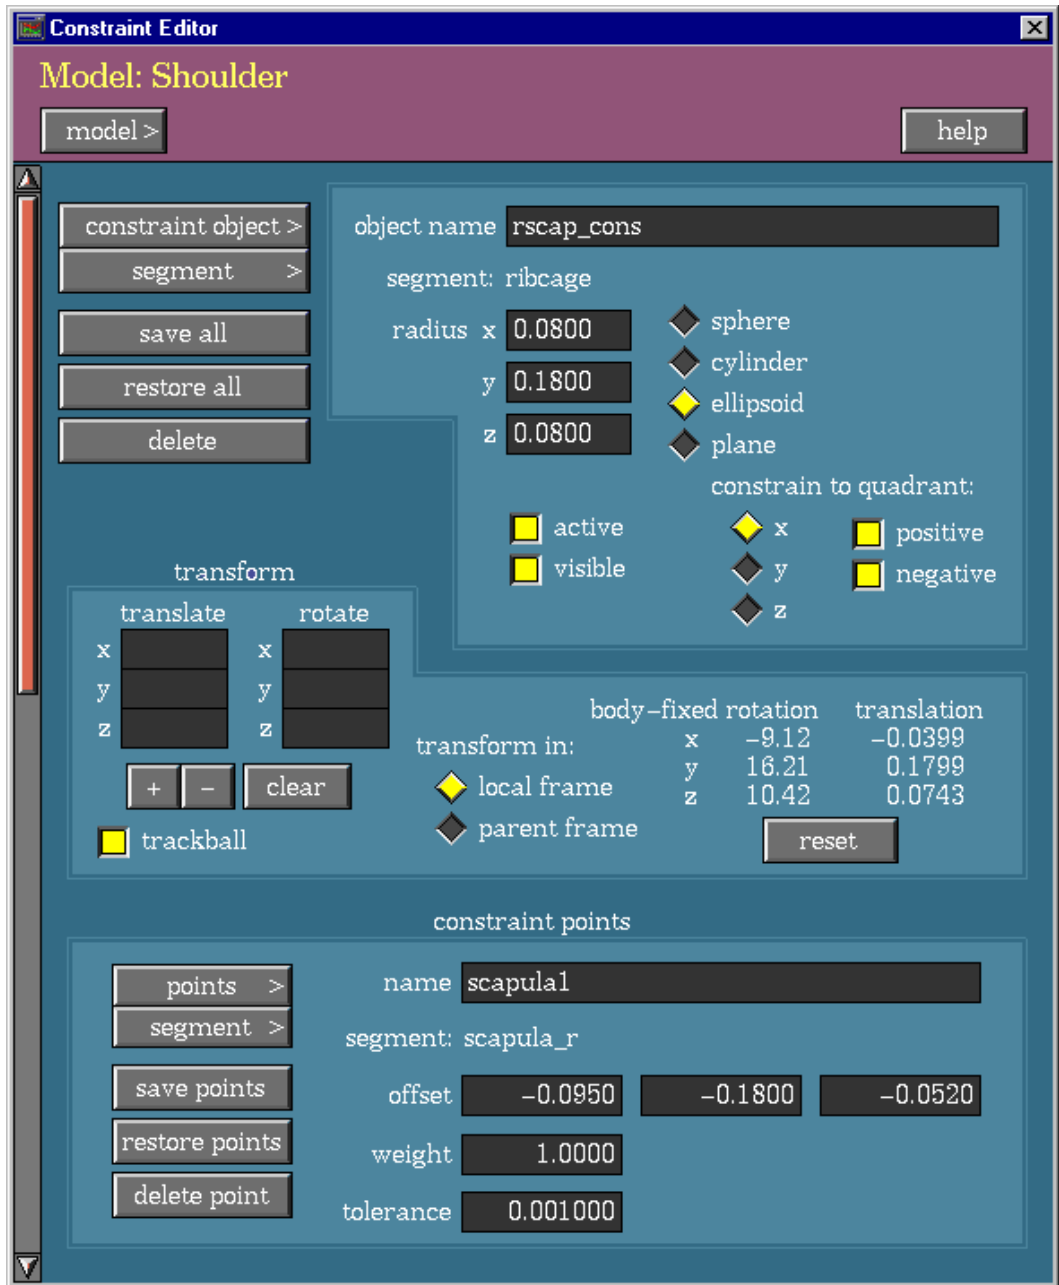 Constraint Editor
Model: Shoulder
model >
help
constraint object >
segment >
save all
restore all
delete
object name rscap_cons
segment: ribcage
radius x 0.0800
y 0.1800
z 0.0800
sphere
cylinder
ellipsoid
plane
constrain to quadrant:
active
visible
x
y
z
positive
negative
transform
translate rotate
x x
y y
z z
+ - clear
trackball
transform in:
local frame
parent frame
body-fixed rotation translation
x -9.12 -0.0399
y 16.21 0.1799
z 10.42 0.0743
reset
constraint points
points >
segment >
save points
restore points
delete point
name scapula1
segment: scapula_r
offset -0.0950 -0.1800 -0.0520
weight 1.0000
tolerance 0.001000